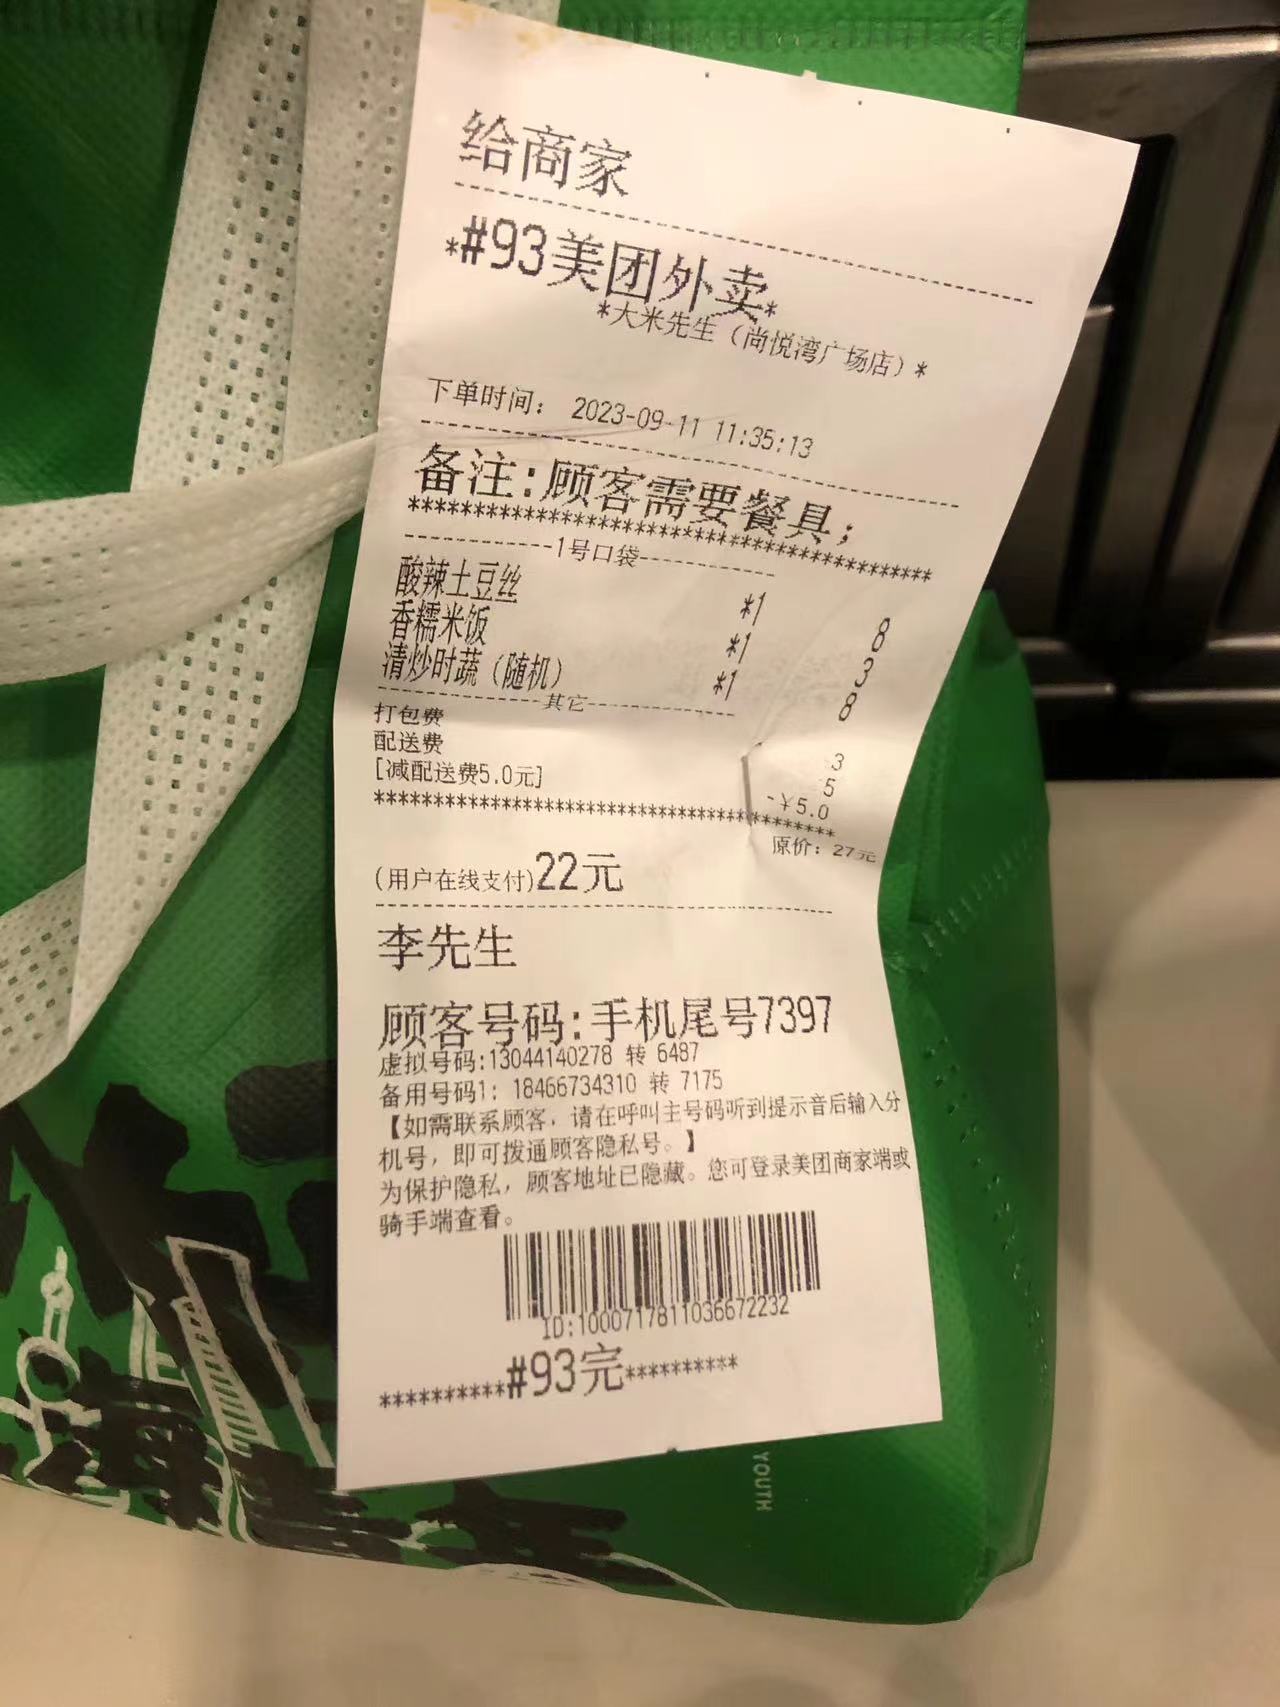 给商家
*#93美团外卖*
*大米先生（尚悦湾广场店）*
下单时间： 2023-09-11 11:35:13
备注:顾客需要餐具；
****************************************
-----------1号口袋-----------
酸辣土豆丝 *1 8
香糯米饭 *1 3
清炒时蔬（随机） *1 8
------------其它------------
打包费 3
配送费 5
[减配送费5.0元] -￥5.0
****************************************
原价：27元
(用户在线支付)22元
李先生
顾客号码:手机尾号7397
虚拟号码:13044140278 转 6487
备用号码1: 18466734310 转 7175
【如需联系顾客，请在呼叫主号码听到提示音后输入分
机号，即可拨通顾客隐私号。】
为保护隐私，顾客地址已隐藏。您可登录美团商家端或
骑手端查看。
ID:1000717811036672232
**********#93完**********
YOUTH